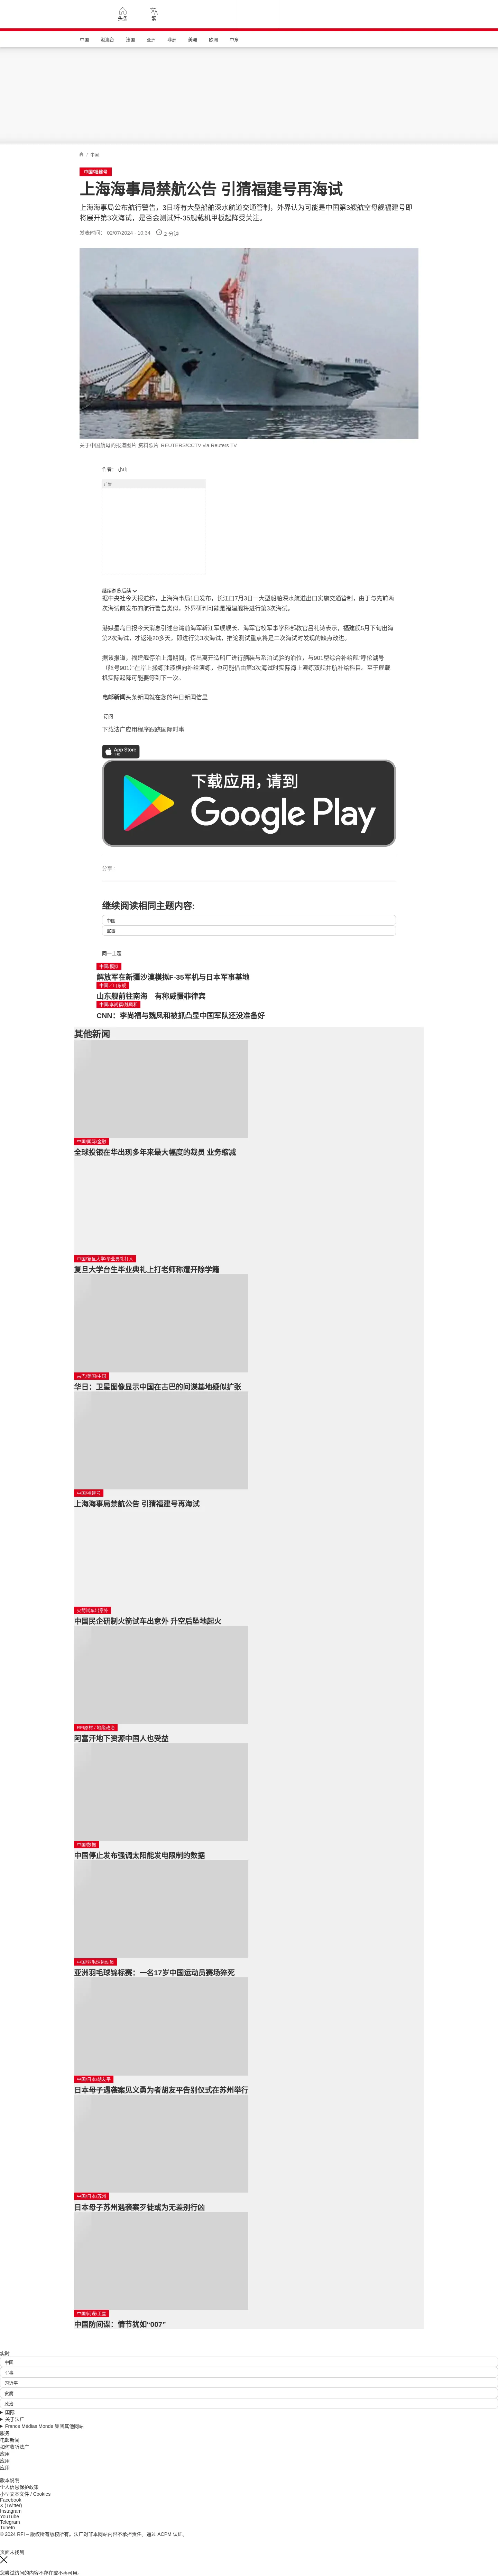 头条
繁
中国
港澳台
法国
亚洲
非洲
美洲
欧洲
中东
/ 法国
中国/福建号
上海海事局禁航公告 引猜福建号再海试
上海海事局公布航行警告，3日将有大型船舶深水航道交通管制，外界认为可能是中国第3艘航空母舰福建号即将展开第3次海试，是否会测试歼-35舰载机甲板起降受关注。
发表时间： 02/07/2024 - 10:34
2 分钟
关于中国航母的报道图片 资料照片 REUTERS/CCTV via Reuters TV
作者： 小山
广告
继续浏览后续
据中央社今天报道称，上海海事局1日发布，长江口7月3日一大型船舶深水航道出口实施交通管制，由于与先前两次海试前发布的航行警告类似，外界研判可能是福建舰将进行第3次海试。
港媒星岛日报今天消息引述台湾前海军新江军舰舰长、海军官校军事学科部教官吕礼诗表示，福建舰5月下旬出海第2次海试，才返港20多天，即进行第3次海试，推论测试重点将是二次海试时发现的缺点改进。
据该报道，福建舰停泊上海期间，传出离开造船厂进行舾装与系泊试验的泊位，与901型综合补给舰“呼伦湖号（舷号901）”在岸上操练油液横向补给演练，也可能借由第3次海试时实际海上演练双舰并航补给科目。至于舰载机实际起降可能要等到下一次。
电邮新闻头条新闻就在您的每日新闻信里
订阅
下载法广应用程序跟踪国际时事
App Store
下载
下载应用，请到
Google Play
分享 :
继续阅读相同主题内容:
中国
军事
同一主题
中国/模拟
解放军在新疆沙漠模拟F-35军机与日本军事基地
中国／山东舰
山东舰前往南海　有称威慑菲律宾
中国/李尚福/魏凤和
CNN：李尚福与魏凤和被抓凸显中国军队还没准备好
其他新闻
中国/国际/金融
全球投银在华出现多年来最大幅度的裁员 业务缩减
中国/复旦大学/毕业典礼打人
复旦大学台生毕业典礼上打老师称遭开除学籍
古巴/美国/中国
华日：卫星图像显示中国在古巴的间谍基地疑似扩张
中国/福建号
上海海事局禁航公告 引猜福建号再海试
火箭试车出意外
中国民企研制火箭试车出意外 升空后坠地起火
RFI原材 / 地缘政治
阿富汗地下资源中国人也受益
中国/数据
中国停止发布强调太阳能发电限制的数据
中国/羽毛球运动员
亚洲羽毛球锦标赛：一名17岁中国运动员赛场猝死
中国/日本/胡友平
日本母子遇袭案见义勇为者胡友平告别仪式在苏州举行
中国/日本/苏州
日本母子苏州遇袭案歹徒或为无差别行凶
中国/间谍/卫室
中国防间谍：情节犹如“007”
实时
中国
军事
习近平
贪腐
政治
国际
关于法广
France Médias Monde 集团其他网站
服务
电邮新闻
如何收听法广
应用
应用
应用
版本说明
个人信息保护政策
小型文本文件 / Cookies
Facebook
X (Twitter)
Instagram
YouTube
Telegram
TuneIn
© 2024 RFI – 版权所有版权所有。法广对非本网站内容不承担责任。通过 ACPM 认证。
页面未找到
您尝试访问的内容不存在或不再可用。